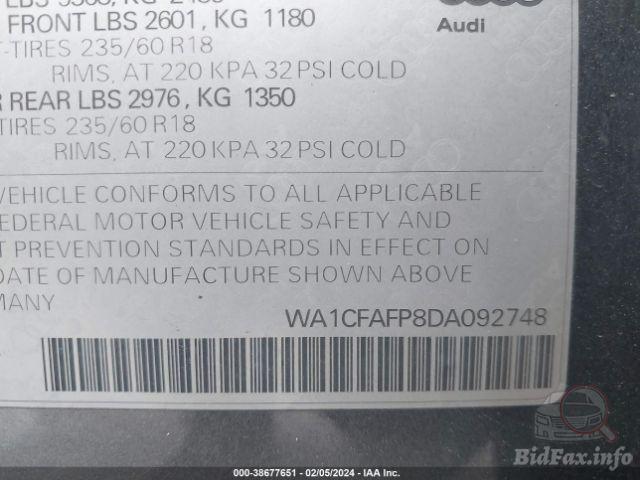 FRONT LBS 2601, KG 1180
TIRES 235/60 R18
RIMS, AT 220 KPA 32 PSI COLD
REAR LBS 2976, KG 1350
TIRES 235/60 R18
RIMS, AT 220 KPA 32 PSI COLD
Audi
VEHICLE CONFORMS TO ALL APPLICABLE
FEDERAL MOTOR VEHICLE SAFETY AND
T PREVENTION STANDARDS IN EFFECT ON
DATE OF MANUFACTURE SHOWN ABOVE
MANY
WA1CFAFP8DA092748
BidFax.info
000-38677651 - 02/05/2024 - IAA Inc.